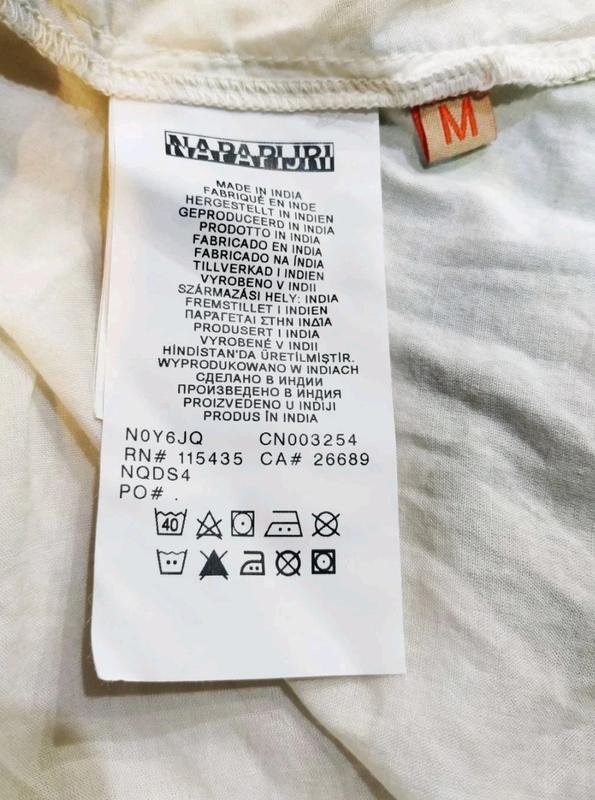 NAPAPIJRI
M
MADE IN INDIA
FABRIQUÉ EN INDE
HERGESTELLT IN INDIEN
GEPRODUCEERD IN INDIA
PRODOTTO IN INDIA
FABRICADO EN INDIA
FABRICADO NA ÍNDIA
TILLVERKAD I INDIEN
VYROBENO V INDII
SZÁRMAZÁSI HELY: INDIA
FREMSTILLET I INDIEN
ΠΑΡΑΓΕΤΑΙ ΣΤΗΝ ΙΝΔΙΑ
PRODUSERT I INDIA
VYROBENÉ V INDII
HİNDİSTAN'DA ÜRETİLMİŞTİR.
WYPRODUKOWANO W INDIACH
СДЕЛАНО В ИНДИИ
ПРОИЗВЕДЕНО В ИНДИЯ
PROIZVEDENO U INDIJI
PRODUS ÎN INDIA
N0Y6JQ CN003254
RN# 115435 CA# 26689
NQDS4
PO# .
40